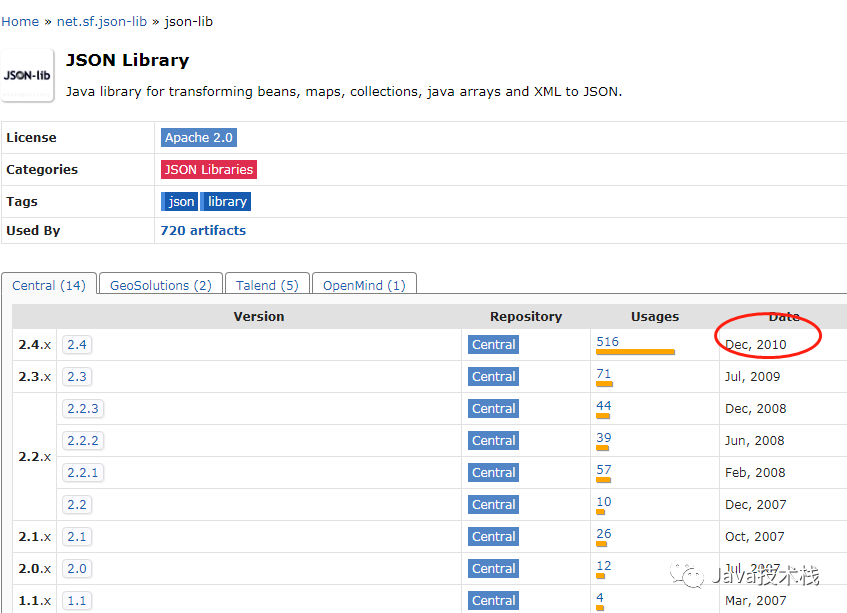 Home » net.sf.json-lib » json-lib
JSON-lib
JSON Library
Java library for transforming beans, maps, collections, java arrays and XML to JSON.
License Apache 2.0
Categories JSON Libraries
Tags json library
Used By 720 artifacts
Central (14) GeoSolutions (2) Talend (5) OpenMind (1)
Version Repository Usages Date
2.4.x 2.4 Central 516 Dec, 2010
2.3.x 2.3 Central 71 Jul, 2009
2.2.3 Central 44 Dec, 2008
2.2.2 Central 39 Jun, 2008
2.2.x
2.2.1 Central 57 Feb, 2008
2.2 Central 10 Dec, 2007
2.1.x 2.1 Central 26 Oct, 2007
2.0.x 2.0 Central 12 Jul, 2007
Java技术栈
1.1.x 1.1 Central 4 Mar, 2007